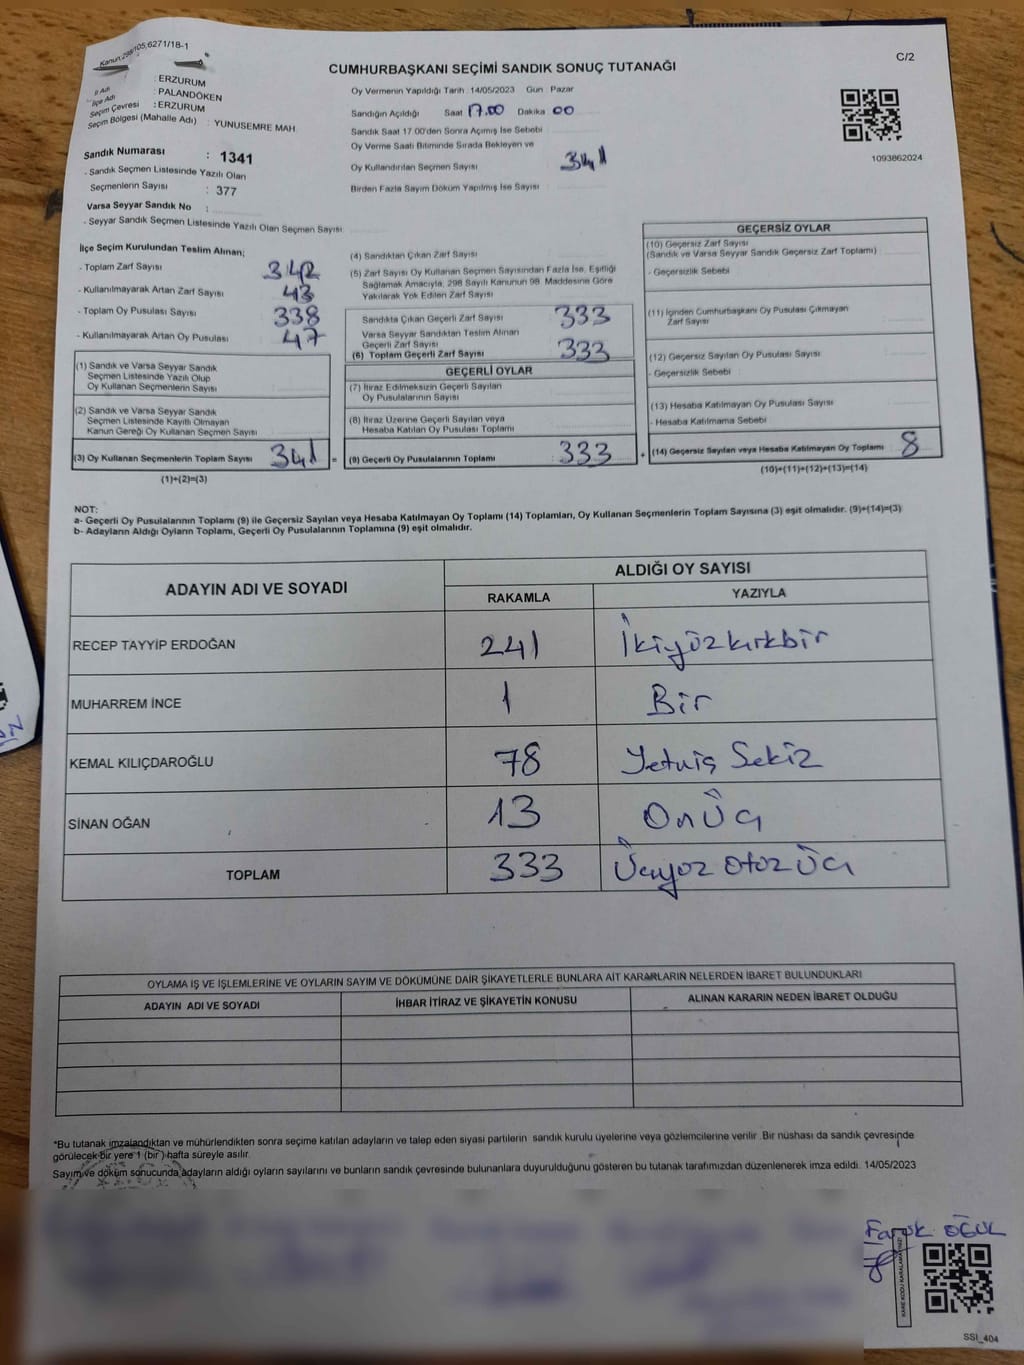 Kanun:298/105;6271/18-1
C/2
CUMHURBAŞKANI SEÇİMİ SANDIK SONUÇ TUTANAĞI
İl Adı : ERZURUM
İlçe Adı : PALANDÖKEN
Seçim Çevresi : ERZURUM
Seçim Bölgesi (Mahalle Adı) : YUNUSEMRE MAH.
Sandık Numarası : 1341
- Sandık Seçmen Listesinde Yazılı Olan
Seçmenlerin Sayısı : 377
Varsa Seyyar Sandık No :
- Seyyar Sandık Seçmen Listesinde Yazılı Olan Seçmen Sayısı:
Oy Vermenin Yapıldığı Tarih : 14/05/2023 Gün : Pazar
Sandığın Açıldığı Saat 17.00 Dakika 00
Sandık Saat 17.00'den Sonra Açımış İse Sebebi
Oy Verme Saati Bitiminde Sırada Bekleyen ve
Oy Kullandırılan Seçmen Sayısı 341
Birden Fazla Sayım Döküm Yapılmış İse Sayısı
1093862024
İlçe Seçim Kurulundan Teslim Alınan;
- Toplam Zarf Sayısı 342
- Kullanılmayarak Artan Zarf Sayısı 43
- Toplam Oy Pusulası Sayısı 338
- Kullanılmayarak Artan Oy Pusulası 47
(1) Sandık ve Varsa Seyyar Sandık
Seçmen Listesinde Yazılı Olup
Oy Kullanan Seçmenlerin Sayısı
(2) Sandık ve Varsa Seyyar Sandık
Seçmen Listesinde Kayıtlı Olmayan
Kanun Gereği Oy Kullanan Seçmen Sayısı
(3) Oy Kullanan Seçmenlerin Toplam Sayısı 341 =
(1)+(2)=(3)
(4) Sandıktan Çıkan Zarf Sayısı
(5) Zarf Sayısı Oy Kullanan Seçmen Sayısından Fazla İse, Eşitliği
Sağlamak Amacıyla, 298 Sayılı Kanunun 98. Maddesine Göre
Yakılarak Yok Edilen Zarf Sayısı
Sandıkta Çıkan Geçerli Zarf Sayısı 333
Varsa Seyyar Sandıktan Teslim Alınan
Geçerli Zarf Sayısı
(6) Toplam Geçerli Zarf Sayısı 333
GEÇERLİ OYLAR
(7) İtiraz Edilmeksizin Geçerli Sayılan
Oy Pusulalarının Sayısı
(8) İtiraz Üzerine Geçerli Sayılan veya
Hesaba Katılan Oy Pusulası Toplamı
(9) Geçerli Oy Pusulalarının Toplamı : 333 +
GEÇERSİZ OYLAR
(10) Geçersiz Zarf Sayısı
(Sandık ve Varsa Seyyar Sandık Geçersiz Zarf Toplamı)
- Geçersizlik Sebebi
(11) İçinden Cumhurbaşkanı Oy Pusulası Çıkmayan
Zarf Sayısı
(12) Geçersiz Sayılan Oy Pusulası Sayısı
- Geçersizlik Sebebi :
(13) Hesaba Katılmayan Oy Pusulası Sayısı
- Hesaba Katılmama Sebebi
(14) Geçersiz Sayılan veya Hesaba Katılmayan Oy Toplamı 8
(10)+(11)+(12)+(13)=(14)
NOT:
a- Geçerli Oy Pusulalarının Toplamı (9) ile Geçersiz Sayılan veya Hesaba Katılmayan Oy Toplamı (14) Toplamları, Oy Kullanan Seçmenlerin Toplam Sayısına (3) eşit olmalıdır. (9)+(14)=(3)
b- Adayların Aldığı Oyların Toplamı, Geçerli Oy Pusulalarının Toplamına (9) eşit olmalıdır.
ADAYIN ADI VE SOYADI ALDIĞI OY SAYISI
RAKAMLA YAZIYLA
RECEP TAYYİP ERDOĞAN 241 İkiyüzkırkbir
MUHARREM İNCE 1 Bir
KEMAL KILIÇDAROĞLU 78 Yetmiş Sekiz
SİNAN OĞAN 13 Onüç
TOPLAM 333 Üçyüz Otuz Üç
OYLAMA İŞ VE İŞLEMLERİNE VE OYLARIN SAYIM VE DÖKÜMÜNE DAİR ŞİKAYETLERLE BUNLARA AİT KARARLARIN NELERDEN İBARET BULUNDUKLARI
ADAYIN ADI VE SOYADI İHBAR İTİRAZ VE ŞİKAYETİN KONUSU ALINAN KARARIN NEDEN İBARET OLDUĞU
*Bu tutanak imzalandıktan ve mühürlendikten sonra seçime katılan adayların ve talep eden siyasi partilerin sandık kurulu üyelerine veya gözlemcilerine verilir. Bir nüshası da sandık çevresinde
görülecek bir yere 1 (bir ) hafta süreyle asılır.
Sayım ve döküm sonucunda adayların aldığı oyların sayılarını ve bunların sandık çevresinde bulunanlara duyurulduğunu gösteren bu tutanak tarafımızdan düzenlenerek imza edildi. 14/05/2023
Faruk OĞUL
KARE KODU KARALAMAYINIZ!
SSI_404